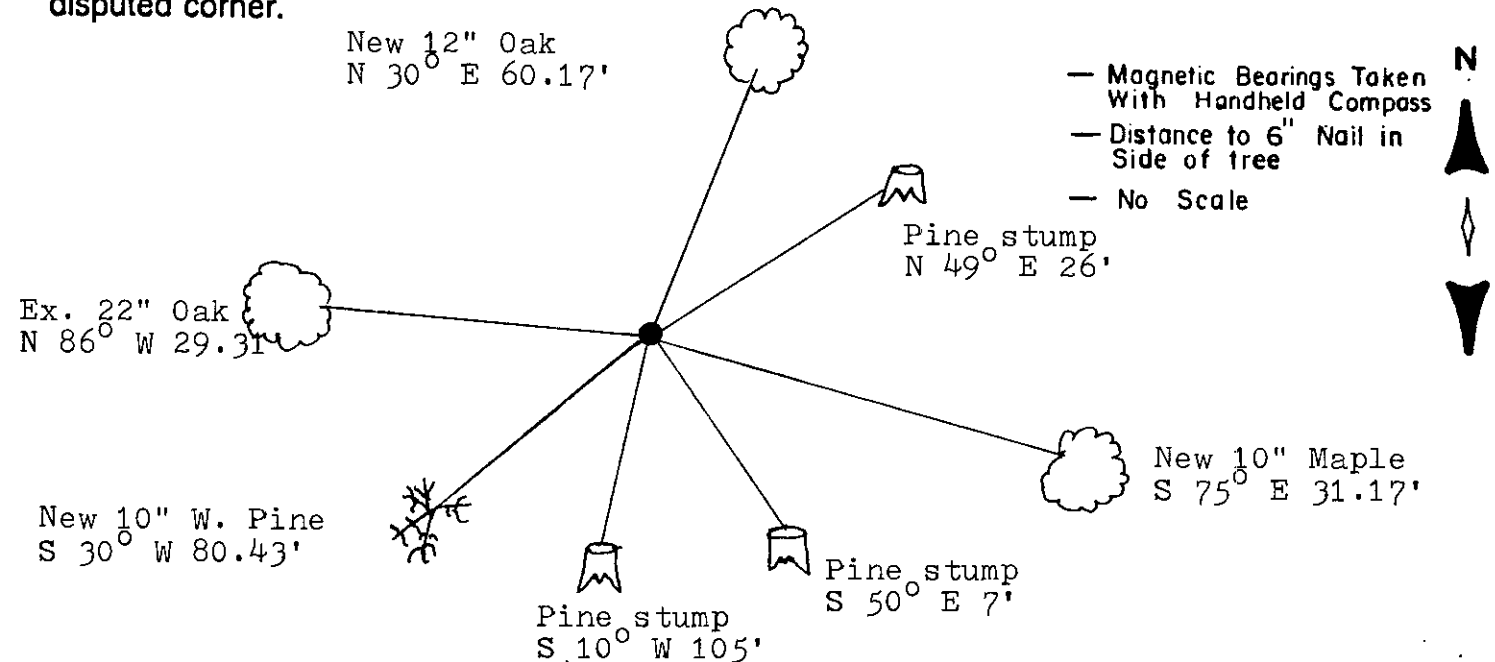 disputed corner.
New 12" Oak
N 30° E 60.17'
— Magnetic Bearings Taken
With Handheld Compass
— Distance to 6" Nail in
Side of tree
— No Scale
N
Pine stump
N 49° E 26'
Ex. 22" Oak
N 86° W 29.31'
New 10" Maple
S 75° E 31.17'
New 10" W. Pine
S 30° W 80.43'
Pine stump
S 50° E 7'
Pine stump
S 10° W 105'